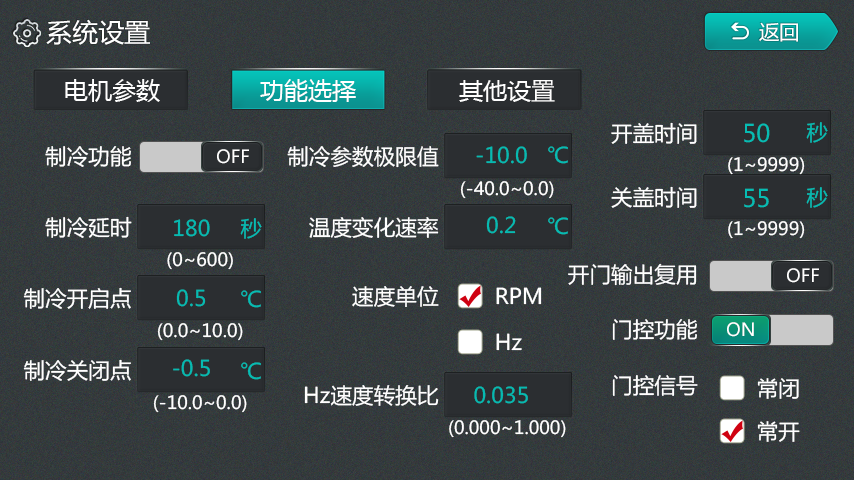 系统设置
返回
电机参数
功能选择
其他设置
制冷功能 OFF
制冷延时 180 秒
(0~600)
制冷开启点 0.5 ℃
(0.0~10.0)
制冷关闭点 -0.5 ℃
(-10.0~0.0)
制冷参数极限值 -10.0 ℃
(-40.0~0.0)
温度变化速率 0.2 ℃
速度单位 RPM
Hz
Hz速度转换比 0.035
(0.000~1.000)
开盖时间 50 秒
(1~9999)
关盖时间 55 秒
(1~9999)
开门输出复用 OFF
门控功能 ON
门控信号 常闭
常开